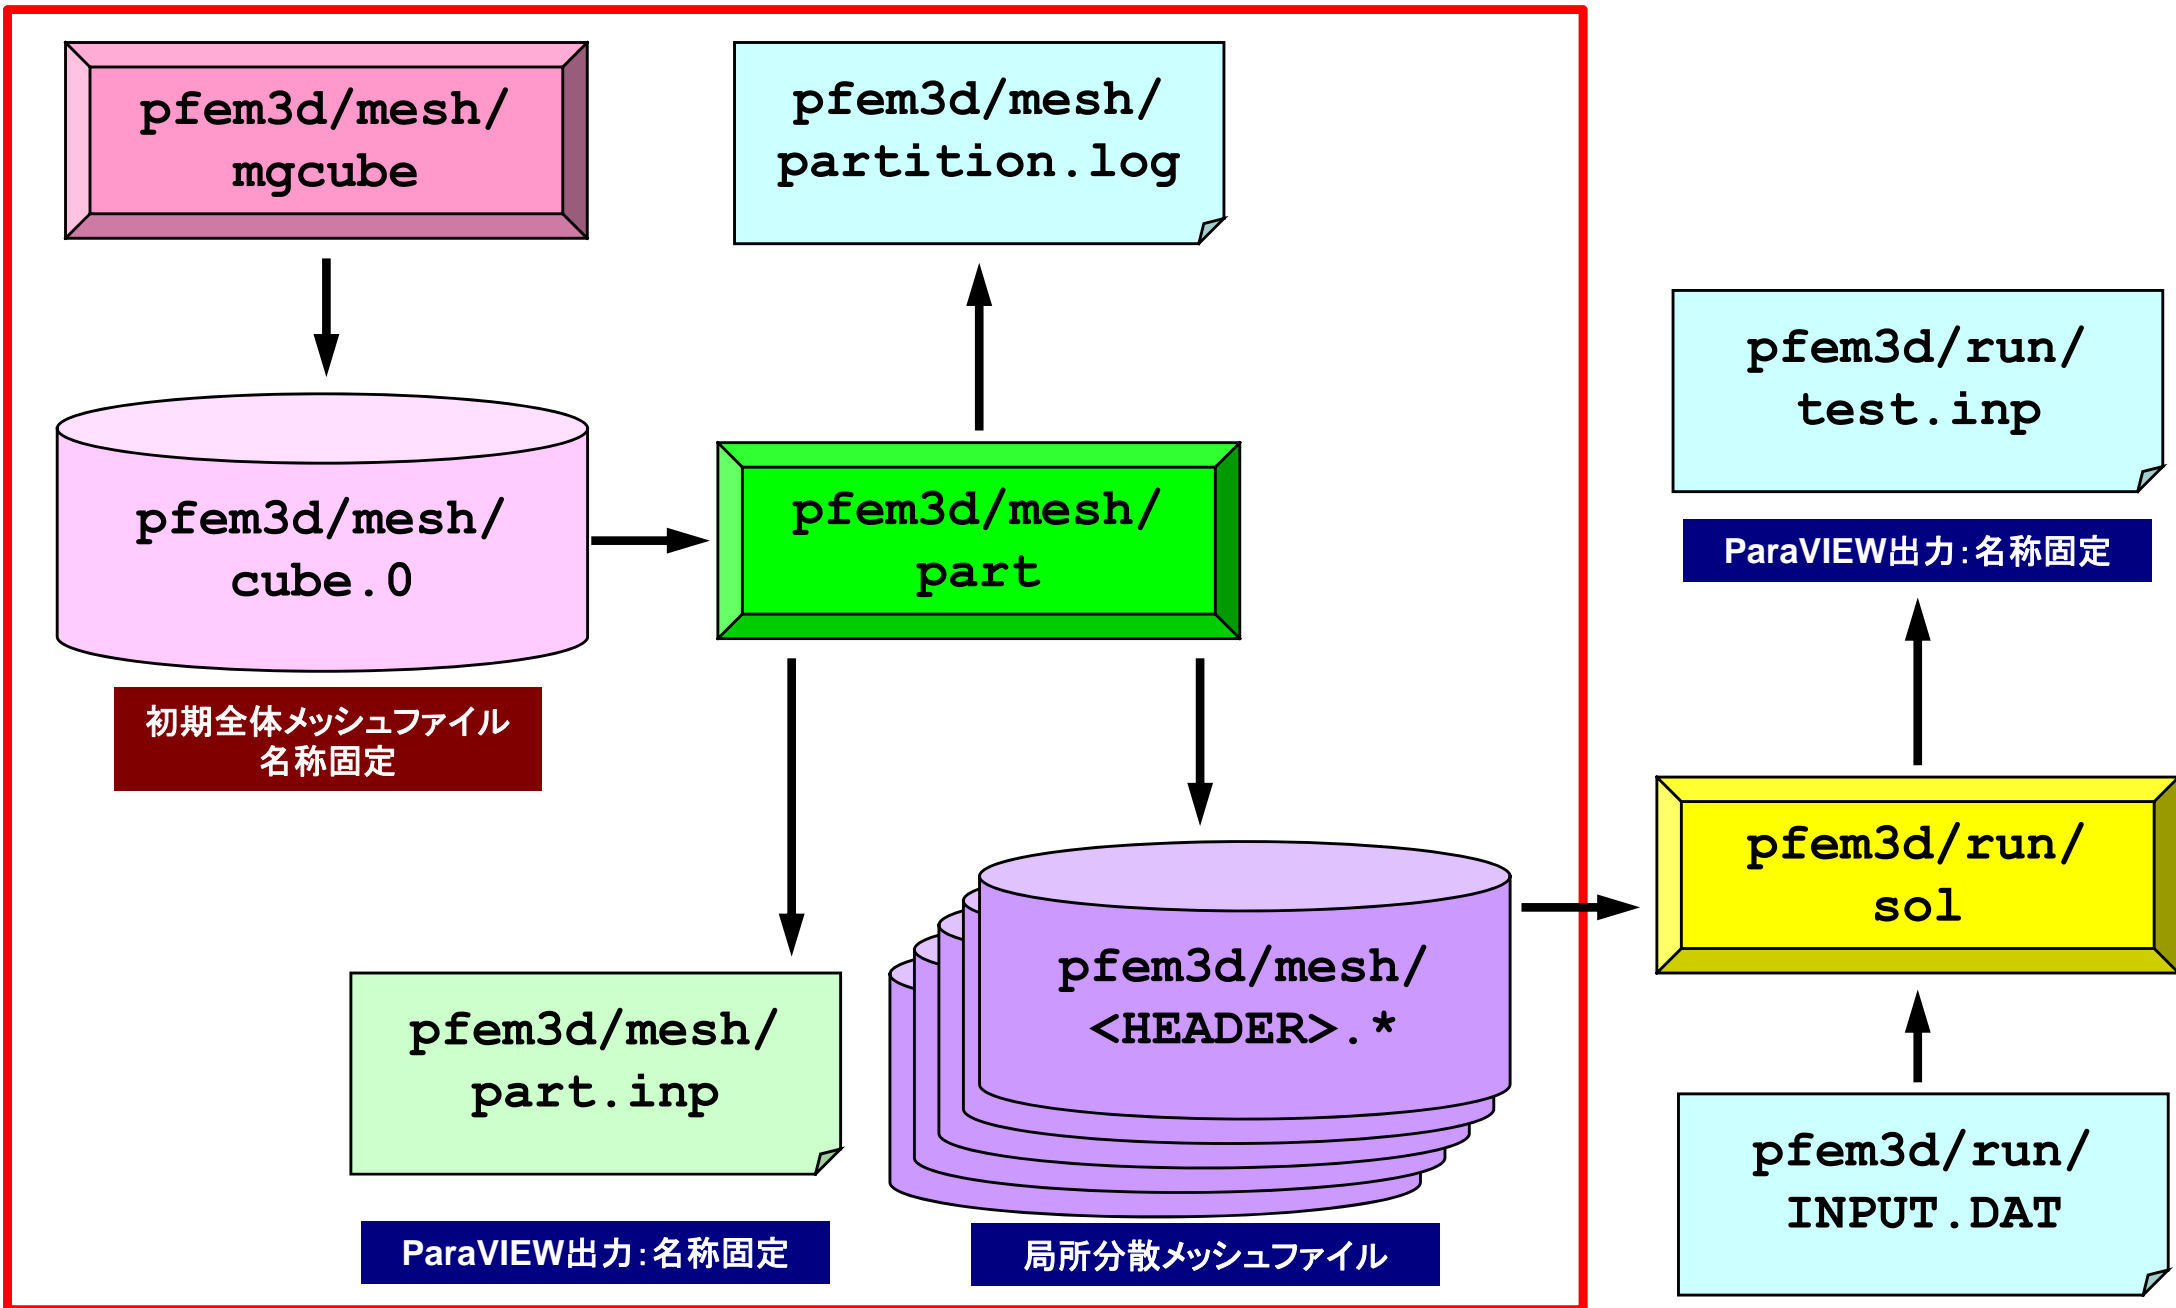 pfem3d/mesh/
mgcube
pfem3d/mesh/
partition.log
pfem3d/mesh/
cube.0
初期全体メッシュファイル
名称固定
pfem3d/mesh/
part
pfem3d/mesh/
part.inp
ParaVIEW出力:名称固定
pfem3d/mesh/
<HEADER>.*
局所分散メッシュファイル
pfem3d/run/
test.inp
ParaVIEW出力:名称固定
pfem3d/run/
sol
pfem3d/run/
INPUT.DAT